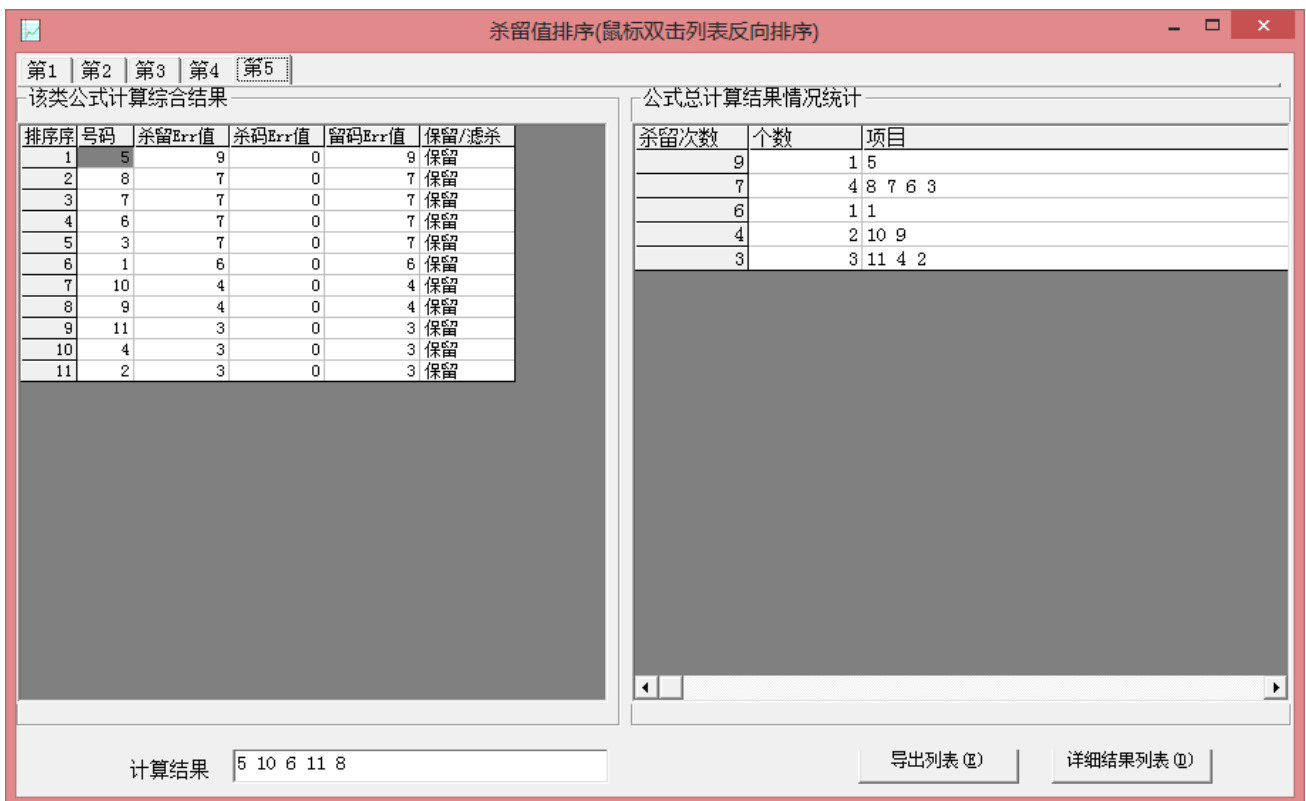 杀留值排序(鼠标双击列表反向排序)
第1 第2 第3 第4 第5
该类公式计算综合结果
排序序 号码 杀留Err值 杀码Err值 留码Err值 保留/滤杀
1 5 9 0 9 保留
2 8 7 0 7 保留
3 7 7 0 7 保留
4 6 7 0 7 保留
5 3 7 0 7 保留
6 1 6 0 6 保留
7 10 4 0 4 保留
8 9 4 0 4 保留
9 11 3 0 3 保留
10 4 3 0 3 保留
11 2 3 0 3 保留
公式总计算结果情况统计
杀留次数 个数 项目
9 1 5
7 4 8 7 6 3
6 1 1
4 2 10 9
3 3 11 4 2
计算结果 5 10 6 11 8
导出列表(E) 详细结果列表(D)